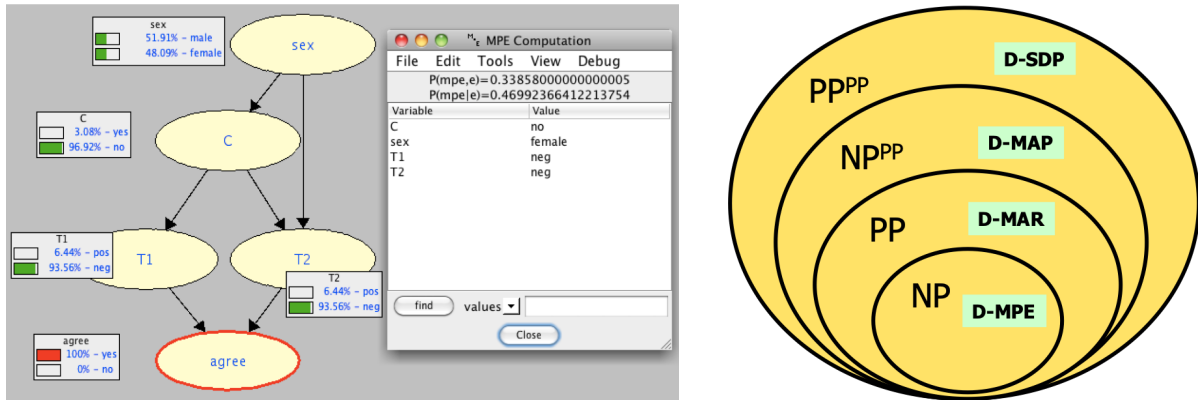 sex
51.91% – male
48.09% – female
sex
C
3.08% – yes
96.92% – no
C
T1
6.44% – pos
93.56% – neg
T1
T2
T2
6.44% – pos
93.56% – neg
agree
100% – yes
0% – no
agree
MPE Computation
File Edit Tools View Debug
P(mpe,e)=0.33858000000000005
P(mpe|e)=0.46992366412213754
Variable Value
C no
sex female
T1 neg
T2 neg
find values
Close
D-SDP
PP^PP
D-MAP
NP^PP
D-MAR
PP
NP
D-MPE